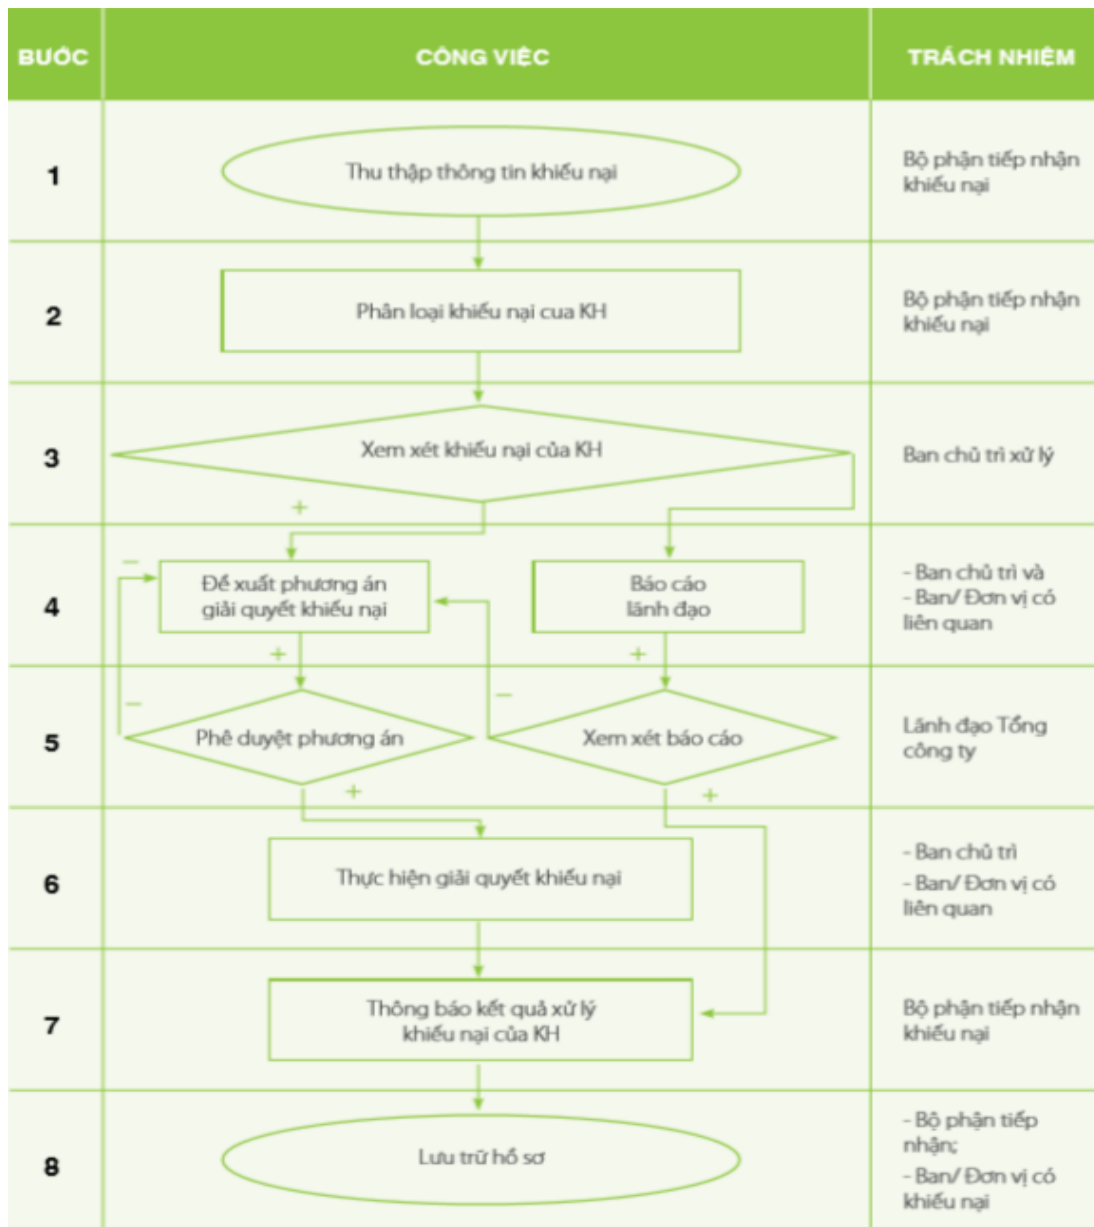 BƯỚC
CÔNG VIỆC
TRÁCH NHIỆM
1
Thu thập thông tin khiếu nại
Bộ phận tiếp nhận
khiếu nại
2
Phân loại khiếu nại cua KH
Bộ phận tiếp nhận
khiếu nại
3
Xem xét khiếu nại của KH
Ban chủ trì xử lý
+
4
–
Đề xuất phương án
giải quyết khiếu nại
Báo cáo
lãnh đạo
- Ban chủ trì và
- Ban/ Đơn vị có
liên quan
+
+
5
–
–
Phê duyệt phương án
Xem xét báo cáo
Lãnh đạo Tổng
công ty
+
+
6
Thực hiện giải quyết khiếu nại
- Ban chủ trì
- Ban/ Đơn vị có
liên quan
7
Thông báo kết quả xử lý
khiếu nại của KH
Bộ phận tiếp nhận
khiếu nại
8
Lưu trữ hồ sơ
- Bộ phận tiếp
nhận;
- Ban/ Đơn vị có
khiếu nại